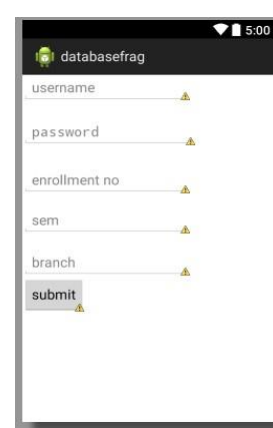 5:00
databasefrag
username
password
enrollment no
sem
branch
submit